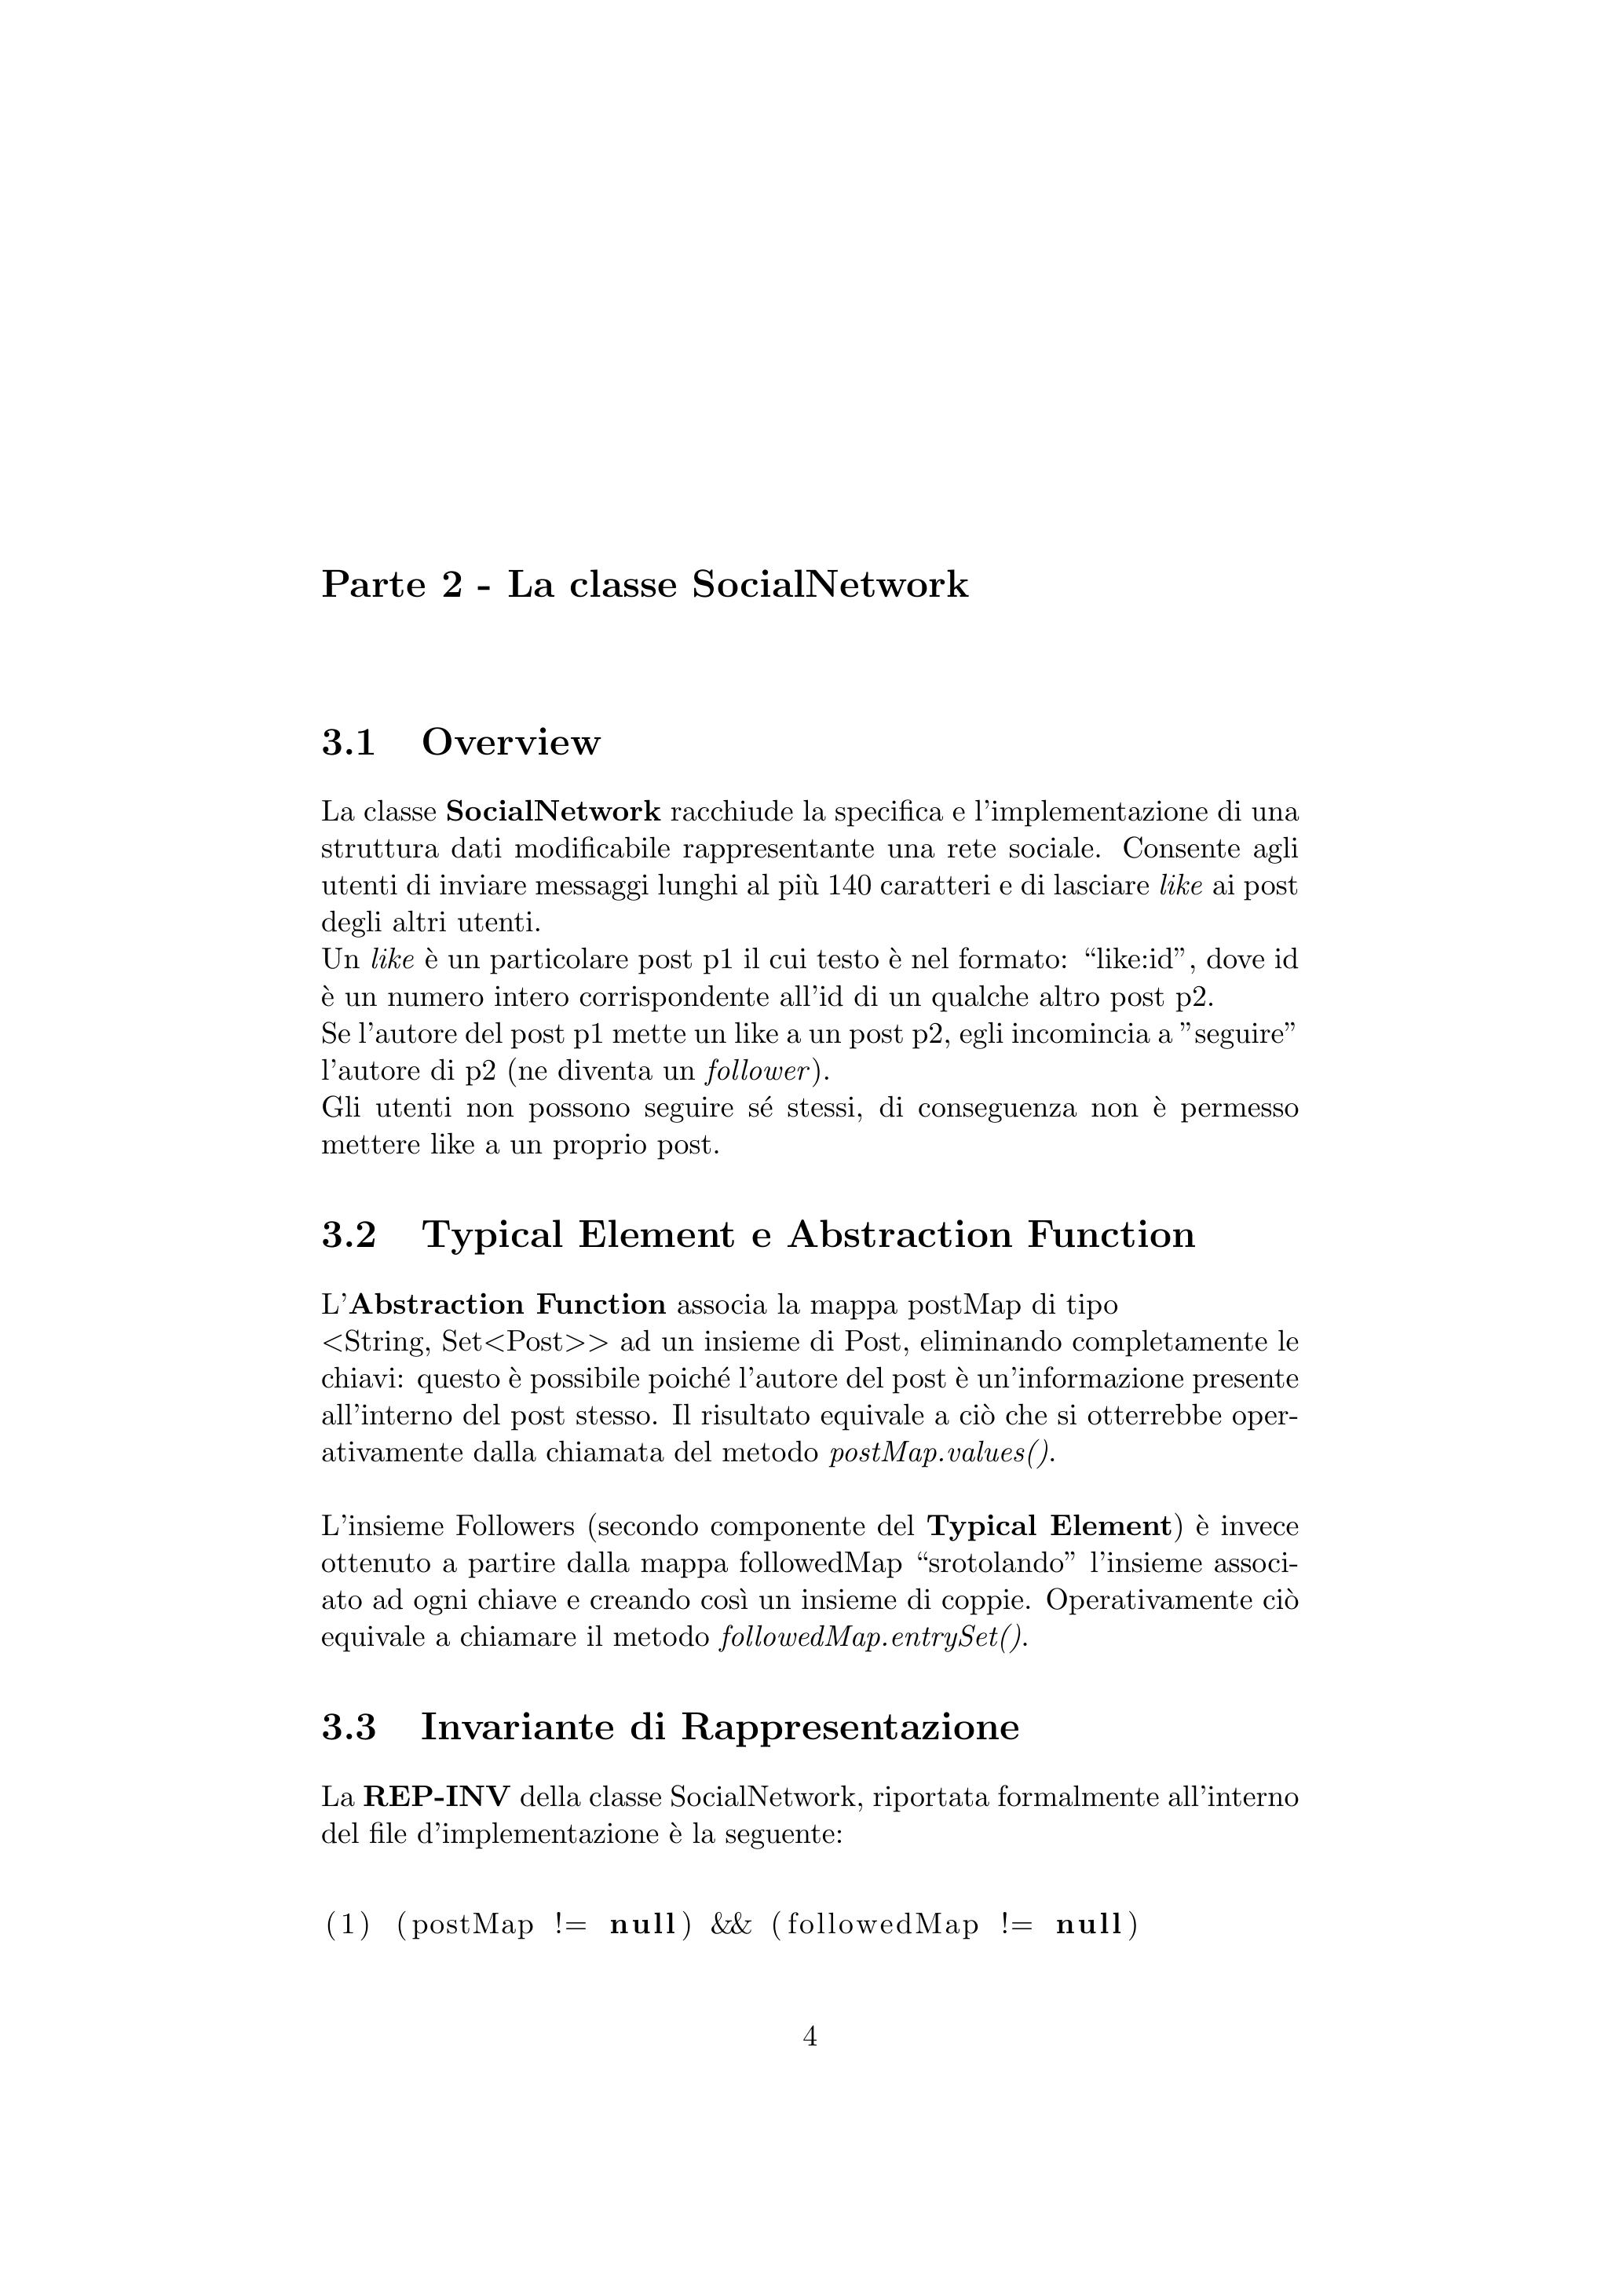 Parte 2 - La classe SocialNetwork
3.1 Overview
La classe SocialNetwork racchiude la specifica e l'implementazione di una
struttura dati modificabile rappresentante una rete sociale. Consente agli
utenti di inviare messaggi lunghi al più 140 caratteri e di lasciare like ai post
degli altri utenti.
Un like è un particolare post p1 il cui testo è nel formato: “like:id”, dove id
è un numero intero corrispondente all'id di un qualche altro post p2.
Se l'autore del post p1 mette un like a un post p2, egli incomincia a ”seguire”
l'autore di p2 (ne diventa un follower).
Gli utenti non possono seguire sé stessi, di conseguenza non è permesso
mettere like a un proprio post.
3.2 Typical Element e Abstraction Function
L'Abstraction Function associa la mappa postMap di tipo
<String, Set<Post>> ad un insieme di Post, eliminando completamente le
chiavi: questo è possibile poiché l'autore del post è un'informazione presente
all'interno del post stesso. Il risultato equivale a ciò che si otterrebbe oper-
ativamente dalla chiamata del metodo postMap.values().
L'insieme Followers (secondo componente del Typical Element) è invece
ottenuto a partire dalla mappa followedMap “srotolando” l'insieme associ-
ato ad ogni chiave e creando così un insieme di coppie. Operativamente ciò
equivale a chiamare il metodo followedMap.entrySet().
3.3 Invariante di Rappresentazione
La REP-INV della classe SocialNetwork, riportata formalmente all'interno
del file d'implementazione è la seguente:
(1) (postMap != null) && (followedMap != null)
4